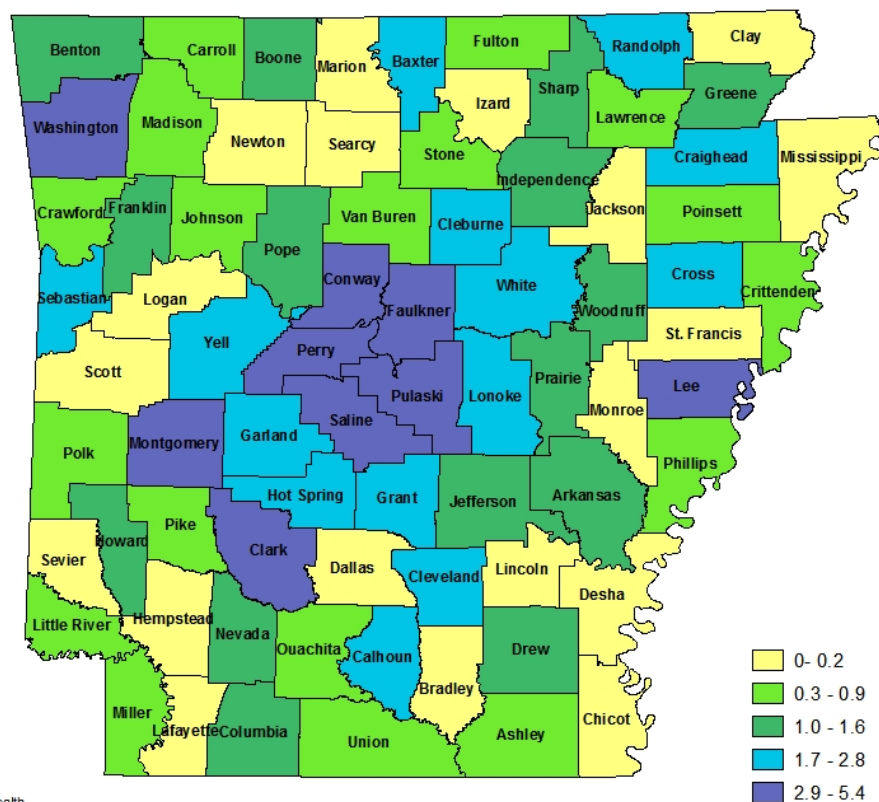 Benton
Carroll
Boone
Marion
Baxter
Fulton
Randolph
Clay
Sharp
Izard
Greene
Lawrence
Washington
Madison
Newton
Searcy
Stone
Craighead
Mississippi
Independence
Jackson
Poinsett
Crawford
Franklin
Johnson
Van Buren
Cleburne
Pope
Conway
White
Cross
Crittenden
Sebastian
Logan
Faulkner
Woodruff
St. Francis
Yell
Perry
Scott
Pulaski
Lonoke
Prairie
Lee
Monroe
Saline
Garland
Montgomery
Polk
Phillips
Hot Spring
Grant
Jefferson
Arkansas
Pike
Howard
Clark
Sevier
Dallas
Cleveland
Lincoln
Desha
Little River
Hempstead
Nevada
Ouachita
Calhoun
Drew
Bradley
Miller
Lafayette
Columbia
Union
Ashley
Chicot
0- 0.2
0.3 - 0.9
1.0 - 1.6
1.7 - 2.8
2.9 - 5.4